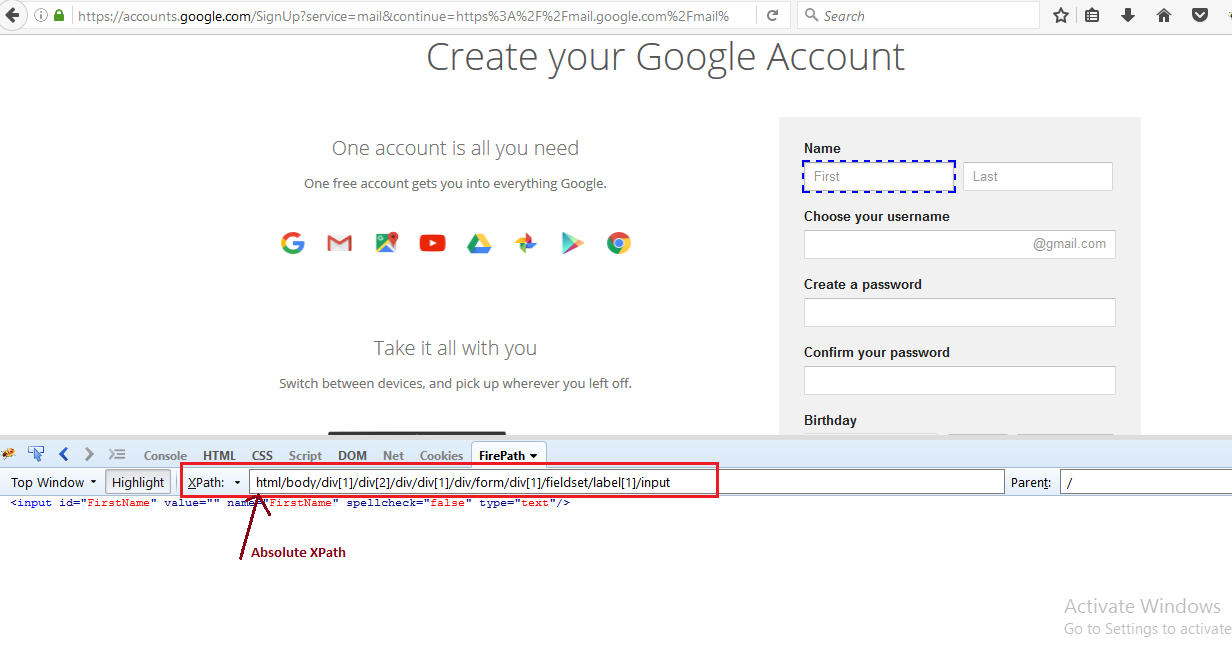 https://accounts.google.com/SignUp?service=mail&continue=https%3A%2F%2Fmail.google.com%2Fmail%
Search
Create your Google Account
One account is all you need
One free account gets you into everything Google.
Name
First
Last
Choose your username
@gmail.com
Create a password
Take it all with you
Switch between devices, and pick up wherever you left off.
Confirm your password
Birthday
Console HTML CSS Script DOM Net Cookies FirePath
Top Window Highlight XPath: html/body/div[1]/div[2]/div/div[1]/div/form/div[1]/fieldset/label[1]/input Parent: /
<input id="FirstName" value="" name="FirstName" spellcheck="false" type="text"/>
Absolute XPath
Activate Windows
Go to Settings to activate